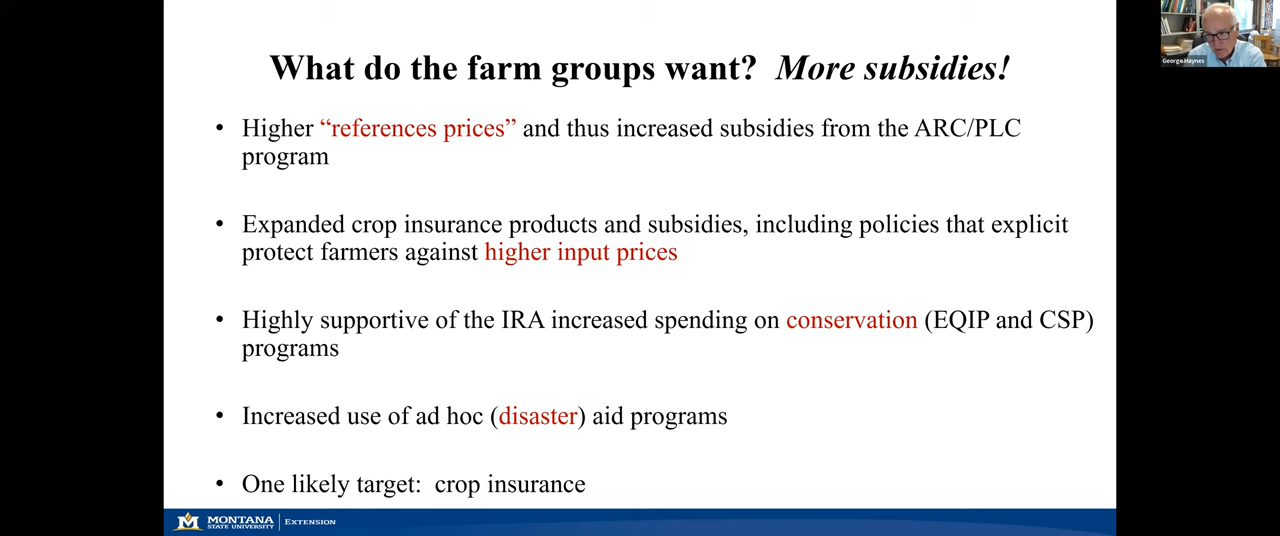 What do the farm groups want? More subsidies!
• Higher “references prices” and thus increased subsidies from the ARC/PLC
program
• Expanded crop insurance products and subsidies, including policies that explicit
protect farmers against higher input prices
• Highly supportive of the IRA increased spending on conservation (EQIP and CSP)
programs
• Increased use of ad hoc (disaster) aid programs
• One likely target: crop insurance
M MONTANA
STATE UNIVERSITY
EXTENSION
George Haynes